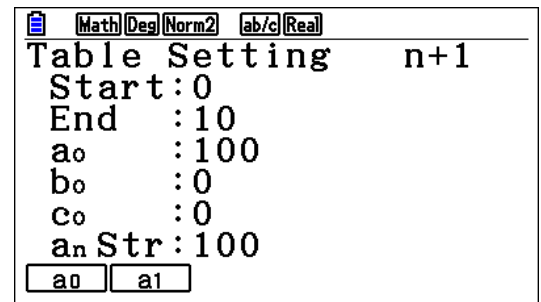 Math Deg Norm2 ab/c Real
Table Setting n+1
Start:0
End :10
a0 :100
b0 :0
c0 :0
an Str:100
a0 a1